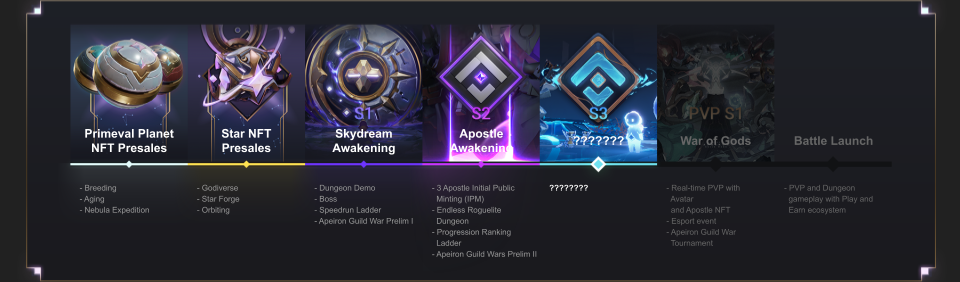 Primeval Planet
NFT Presales
- Breeding
- Aging
- Nebula Expedition
Star NFT
Presales
- Godiverse
- Star Forge
- Orbiting
S1
Skydream
Awakening
- Dungeon Demo
- Boss
- Speedrun Ladder
- Apeiron Guild War Prelim I
S2
Apostle
Awakening
- 3 Apostle Initial Public
Minting (IPM)
- Endless Roguelite
Dungeon
- Progression Ranking
Ladder
- Apeiron Guild Wars Prelim II
S3
???????
????????
PVP S1
War of Gods
- Real-time PVP with
Avatar
and Apostle NFT
- Esport event
- Apeiron Guild War
Tournament
Battle Launch
- PVP and Dungeon
gameplay with Play and
Earn ecosystem